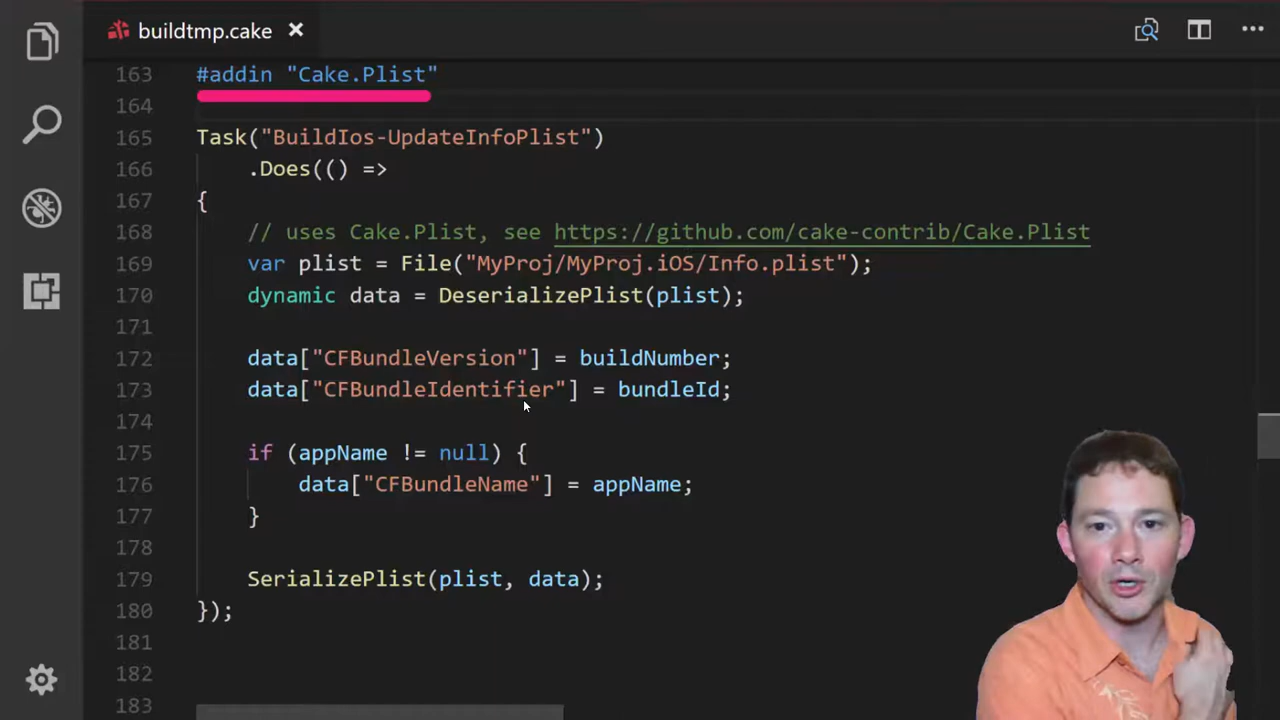 buildtmp.cake
163 #addin "Cake.Plist"
164
165 Task("BuildIos-UpdateInfoPlist")
166 .Does(() =>
167 {
168 // uses Cake.Plist, see https://github.com/cake-contrib/Cake.Plist
169 var plist = File("MyProj/MyProj.iOS/Info.plist");
170 dynamic data = DeserializePlist(plist);
171
172 data["CFBundleVersion"] = buildNumber;
173 data["CFBundleIdentifier"] = bundleId;
174
175 if (appName != null) {
176 data["CFBundleName"] = appName;
177 }
178
179 SerializePlist(plist, data);
180 });
181
182
183